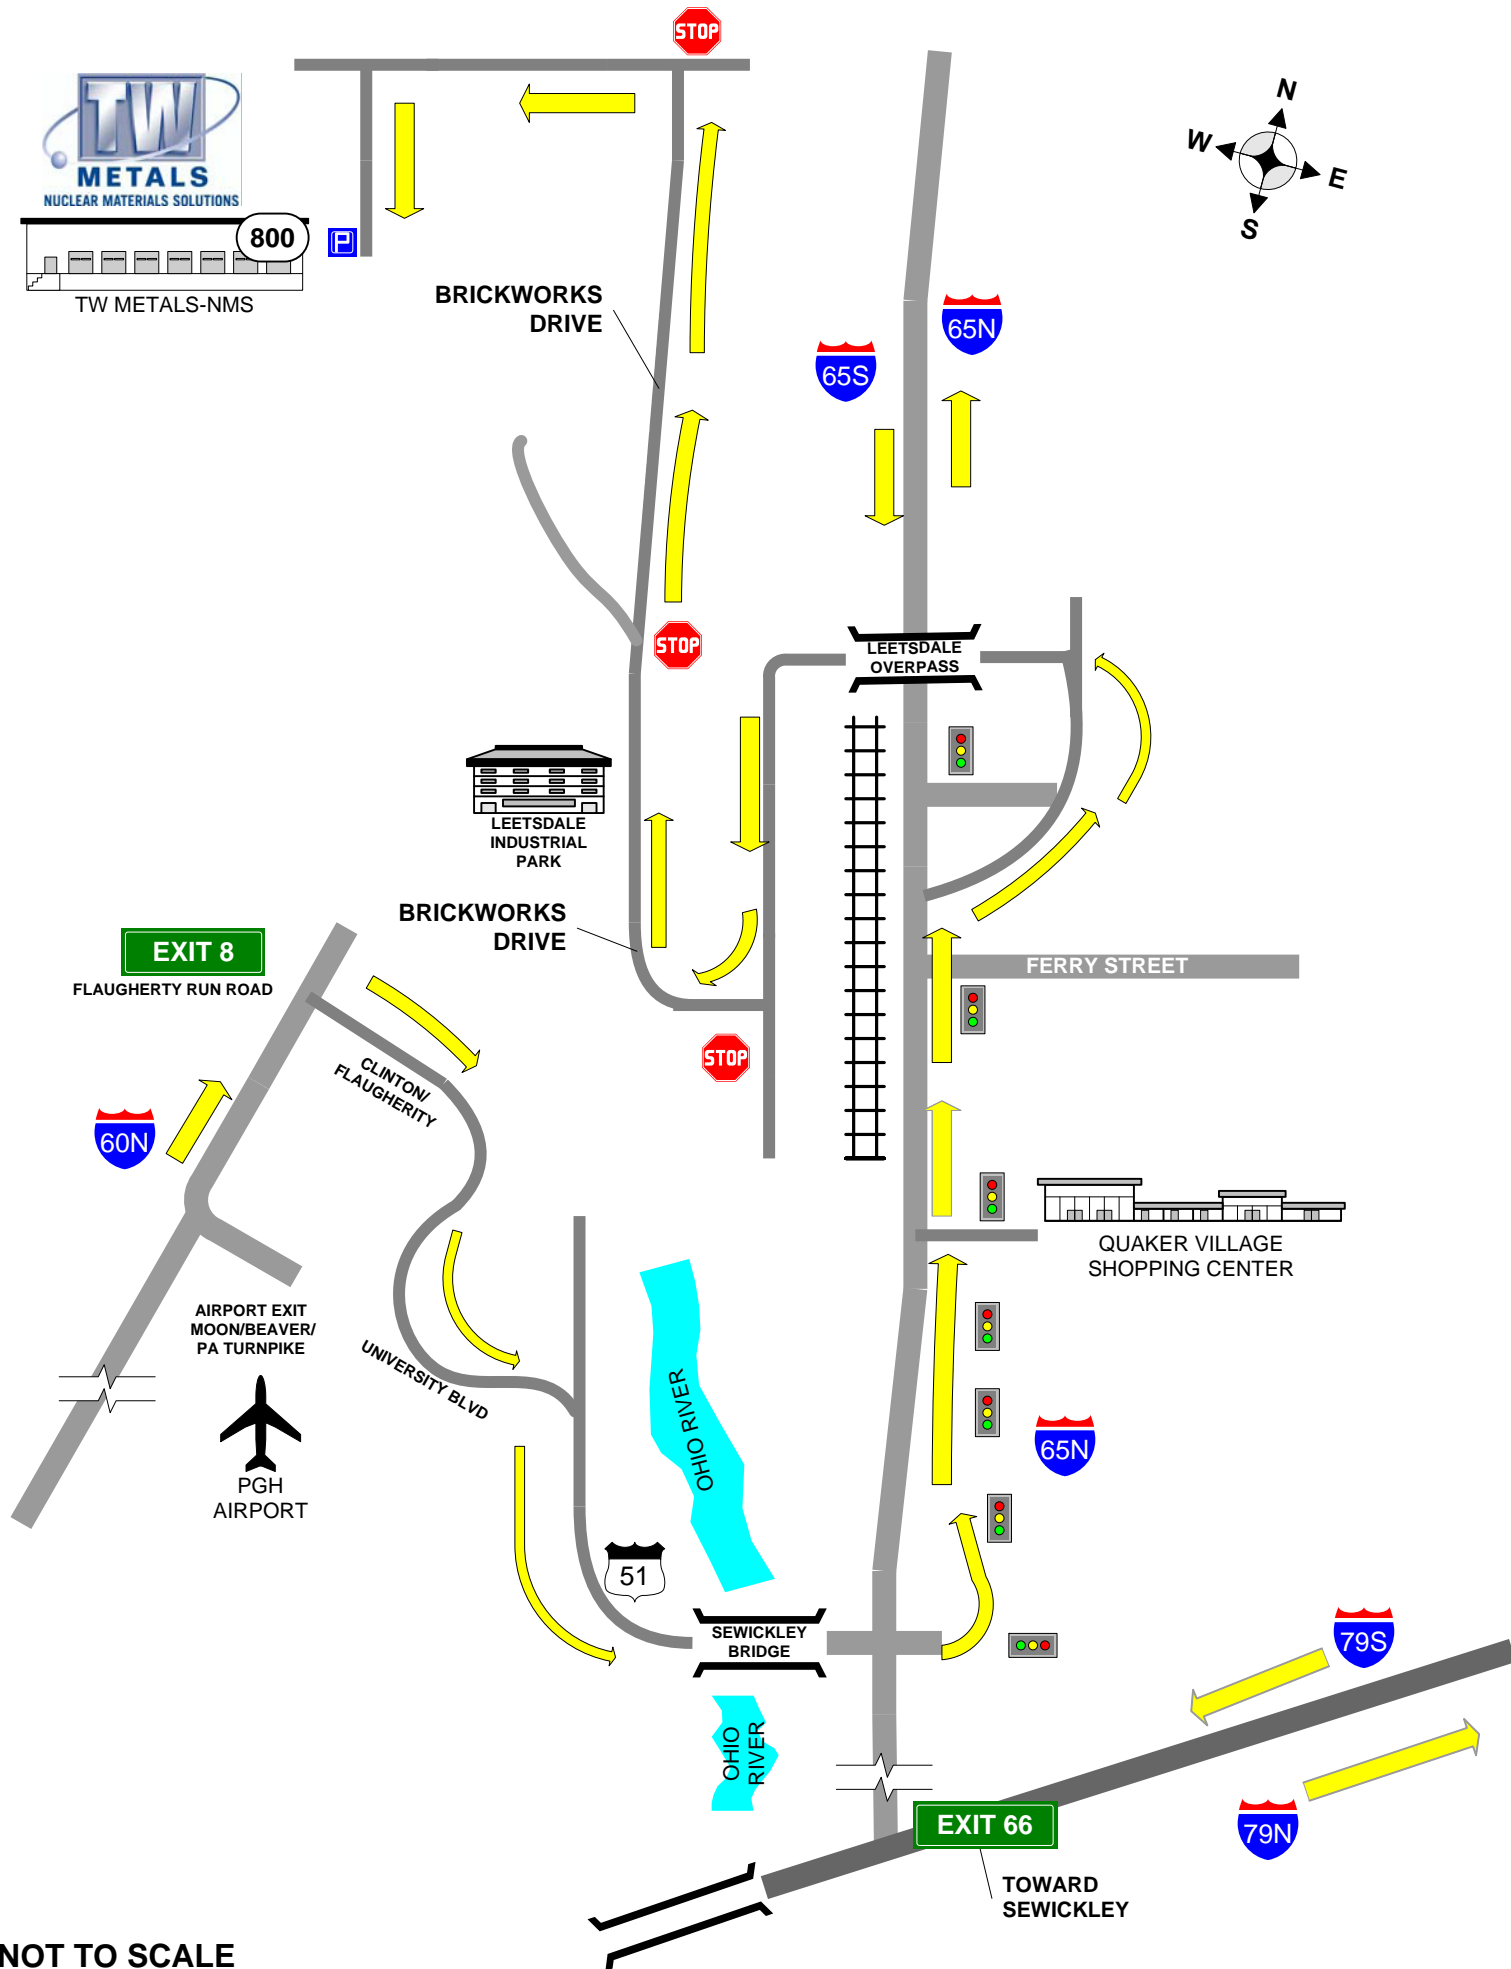 STOP
N
W
E
S
TW
METALS
NUCLEAR MATERIALS SOLUTIONS
800
P
TW METALS-NMS
BRICKWORKS
DRIVE
65N
65S
LEETSDALE
OVERPASS
STOP
LEETSDALE
INDUSTRIAL
PARK
BRICKWORKS
DRIVE
EXIT 8
FLAUGHERTY RUN ROAD
FERRY STREET
STOP
CLINTON/
FLAUGHERITY
60N
QUAKER VILLAGE
SHOPPING CENTER
AIRPORT EXIT
MOON/BEAVER/
PA TURNPIKE
UNIVERSITY BLVD
OHIO RIVER
65N
PGH
AIRPORT
51
SEWICKLEY
BRIDGE
79S
OHIO
RIVER
EXIT 66
79N
TOWARD
SEWICKLEY
NOT TO SCALE